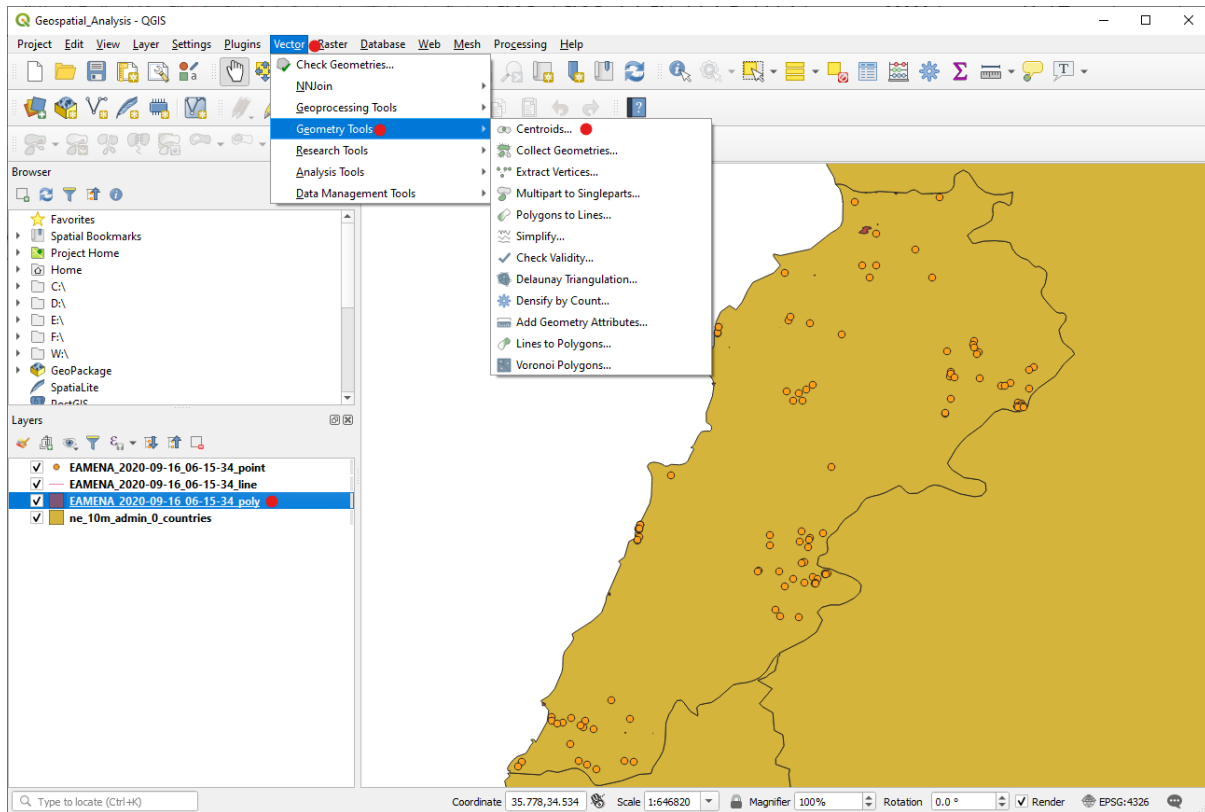 Geospatial_Analysis - QGIS
Project Edit View Layer Settings Plugins Vector Raster Database Web Mesh Processing Help
Check Geometries...
NNJoin
Geoprocessing Tools
Geometry Tools
Research Tools
Analysis Tools
Data Management Tools
Centroids...
Collect Geometries...
Extract Vertices...
Multipart to Singleparts...
Polygons to Lines...
Simplify...
Check Validity...
Delaunay Triangulation...
Densify by Count...
Add Geometry Attributes...
Lines to Polygons...
Voronoi Polygons...
Browser
Favorites
Spatial Bookmarks
Project Home
Home
C:\
D:\
E:\
F:\
W:\
GeoPackage
SpatiaLite
PostGIS
Layers
EAMENA_2020-09-16_06-15-34_point
EAMENA_2020-09-16_06-15-34_line
EAMENA_2020-09-16_06-15-34_poly
ne_10m_admin_0_countries
Type to locate (Ctrl+K)
Coordinate 35.778,34.534 Scale 1:646820 Magnifier 100% Rotation 0.0 ° Render EPSG:4326